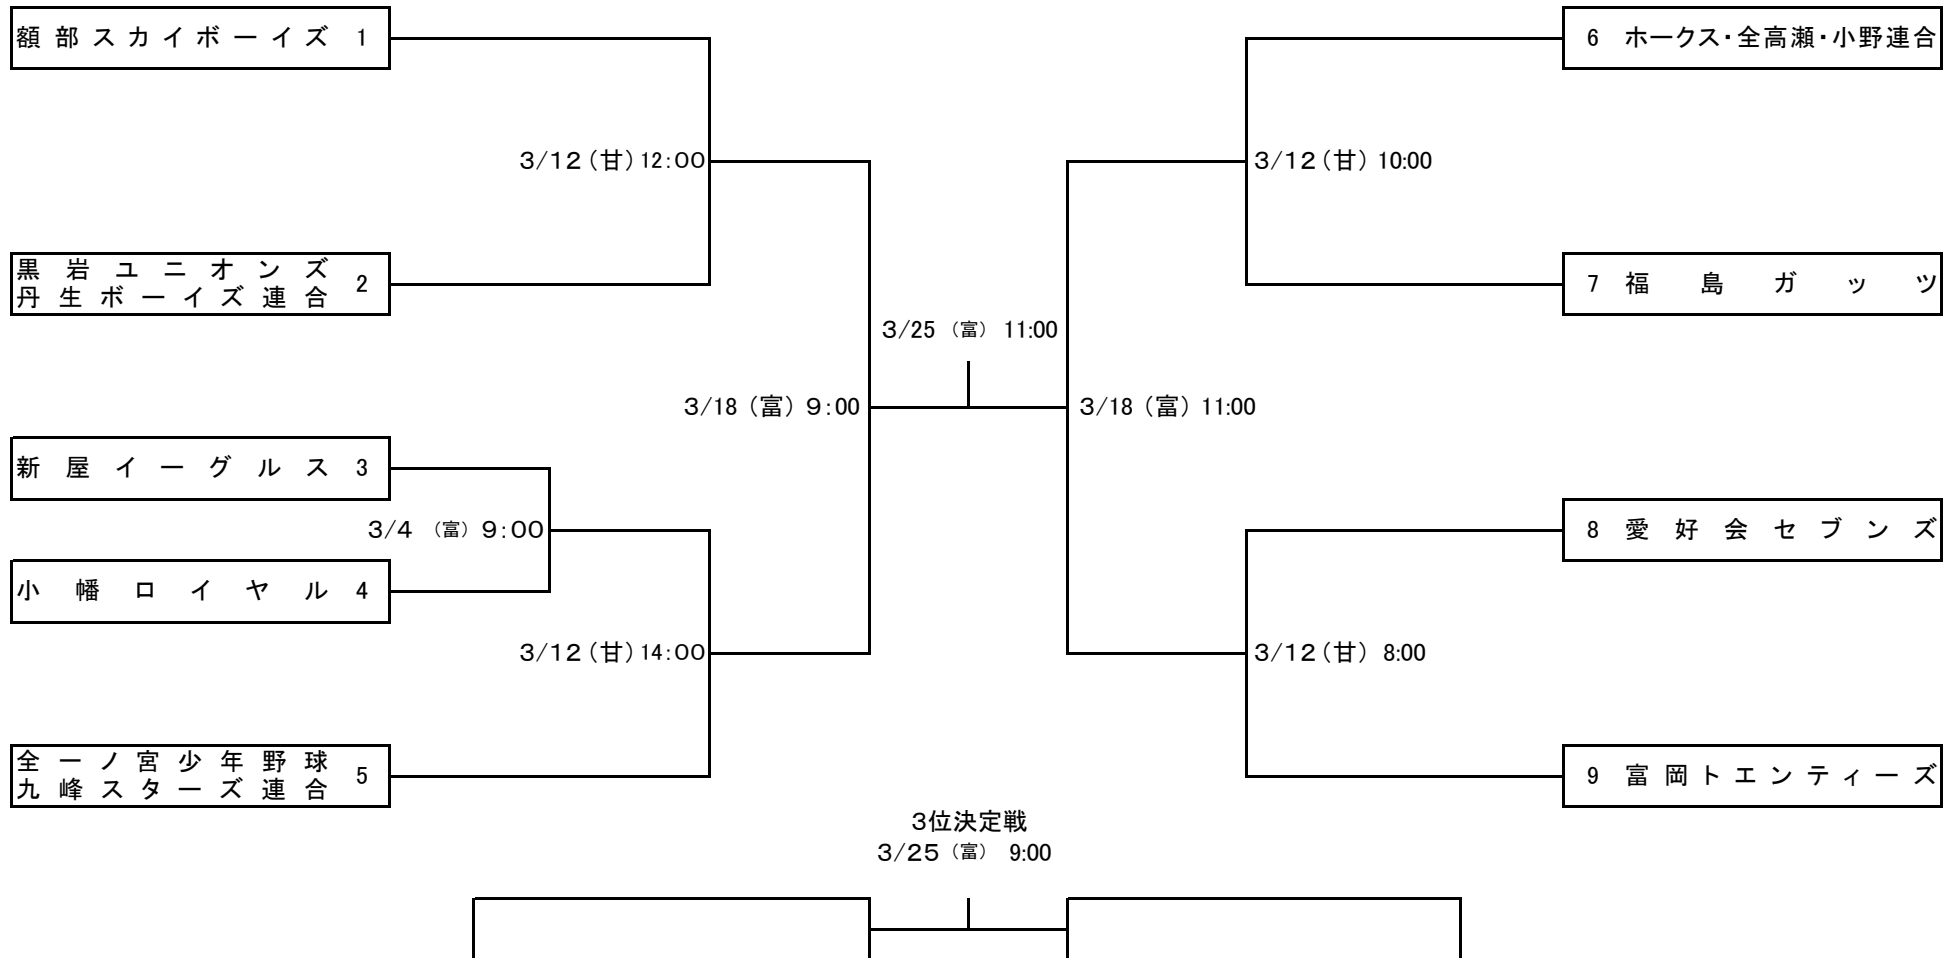 額部スカイボーイズ 1
6 ホークス・全高瀬・小野連合
3/12(甘)12:00
3/12(甘) 10:00
黒岩ユニオンズ
丹生ボーイズ連合 2
7 福島ガッツ
3/25 (富) 11:00
3/18 (富) 9:00
3/18 (富) 11:00
新屋イーグルス 3
3/4 (富) 9:00
8 愛好会セブンズ
小幡ロイヤル 4
3/12(甘)14:00
3/12(甘) 8:00
全一ノ宮少年野球
九峰スターズ連合 5
9 富岡トエンティーズ
3位決定戦
3/25 (富) 9:00